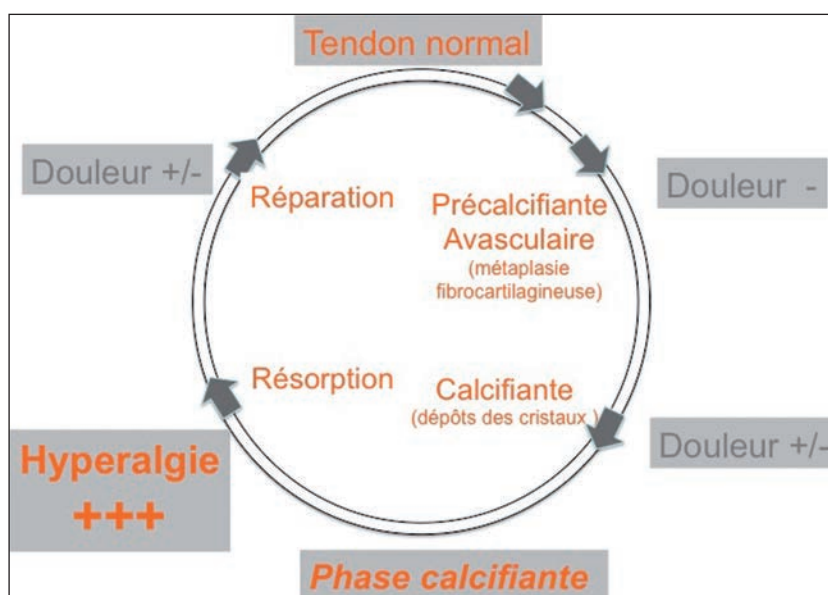 Tendon normal
Douleur +/-
Douleur -
Réparation
Précalcifiante
Avasculaire
(métaplasie
fibrocartilagineuse)
Résorption
Calcifiante
(dépôts des cristaux )
Hyperalgie
+++
Douleur +/-
Phase calcifiante